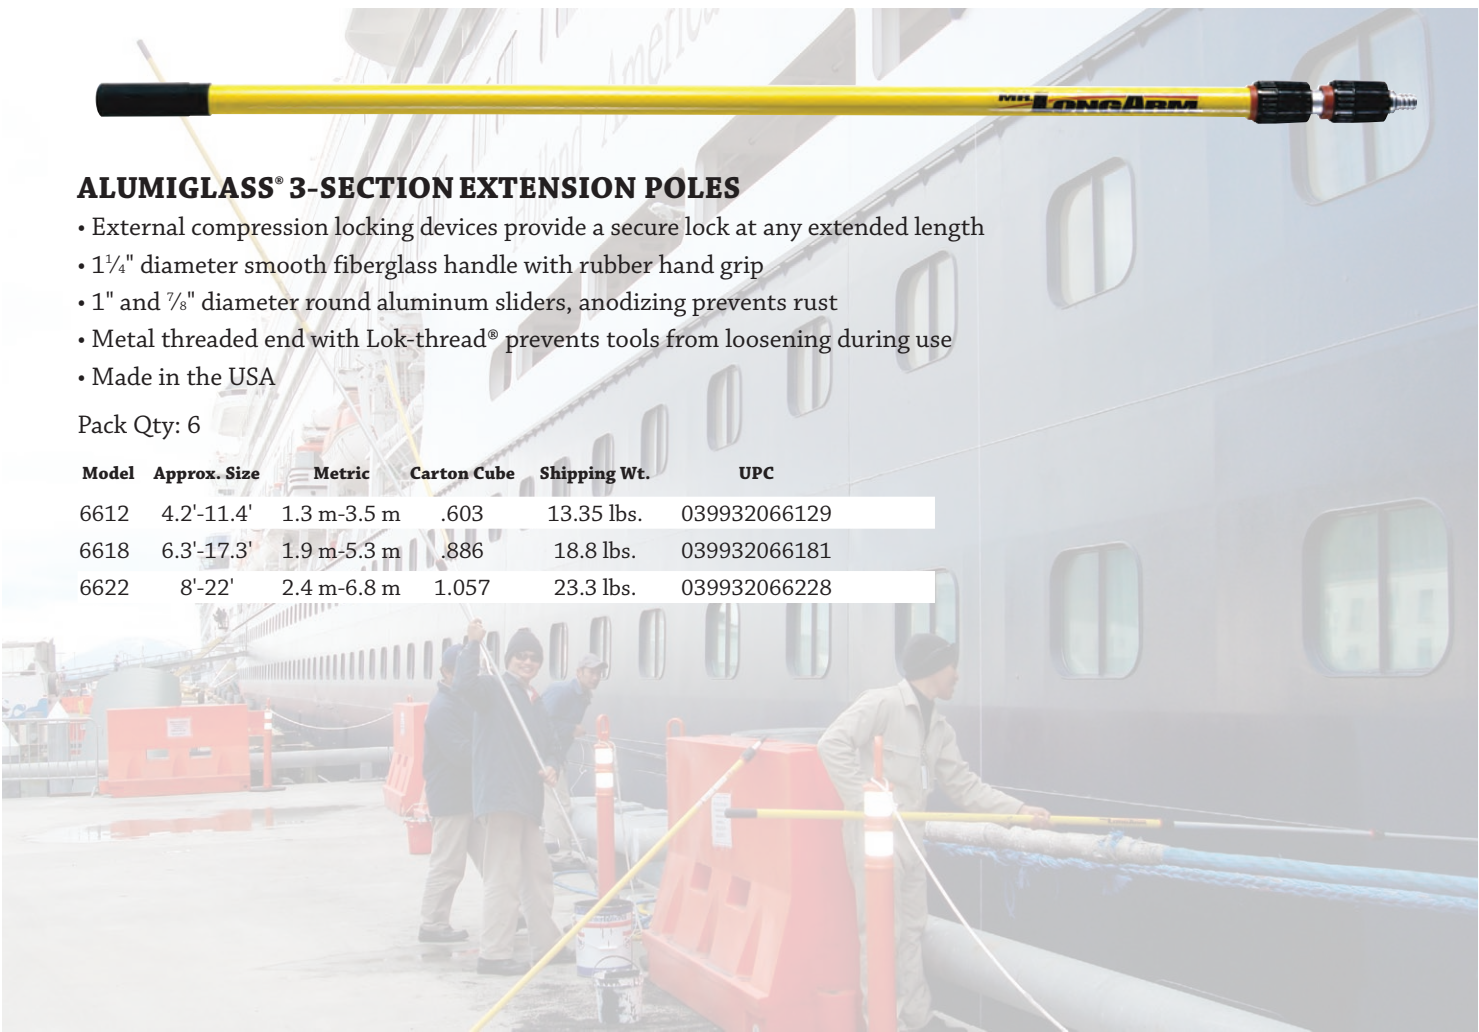 Holland America
MR. LONGARM
ALUMIGLASS® 3-SECTION EXTENSION POLES
• External compression locking devices provide a secure lock at any extended length
• 1 1/4" diameter smooth fiberglass handle with rubber hand grip
• 1" and 7/8" diameter round aluminum sliders, anodizing prevents rust
• Metal threaded end with Lok-thread® prevents tools from loosening during use
• Made in the USA
Pack Qty: 6
Model Approx. Size Metric Carton Cube Shipping Wt. UPC
6612 4.2'-11.4' 1.3 m-3.5 m .603 13.35 lbs. 039932066129
6618 6.3'-17.3' 1.9 m-5.3 m .886 18.8 lbs. 039932066181
6622 8'-22' 2.4 m-6.8 m 1.057 23.3 lbs. 039932066228